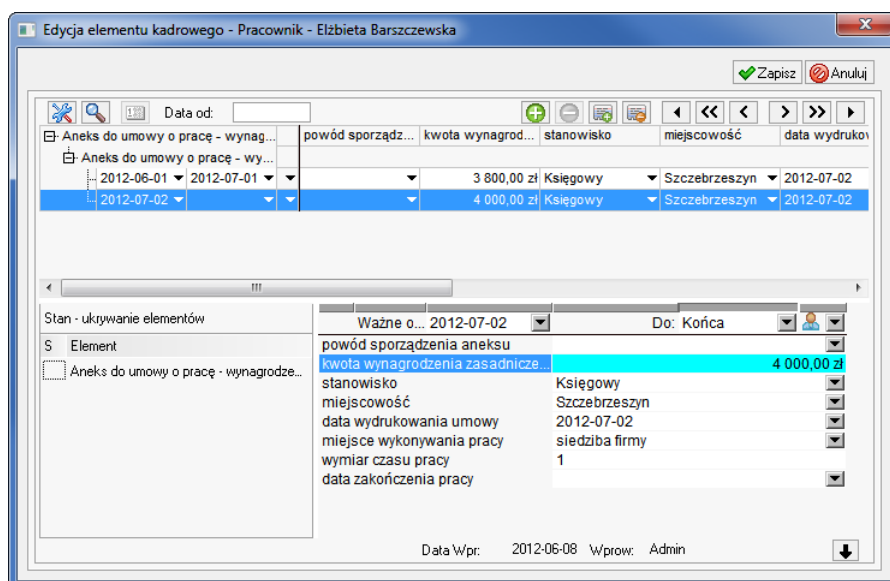 Edycja elementu kadrowego - Pracownik - Elżbieta Barszczewska
Zapisz Anuluj
Data od:
Aneks do umowy o pracę - wynag... powód sporządz... kwota wynagrod... stanowisko miejscowość data wydrukov
Aneks do umowy o pracę - wy...
2012-06-01 2012-07-01 3 800,00 zł Księgowy Szczebrzeszyn 2012-07-02
2012-07-02 4 000,00 zł Księgowy Szczebrzeszyn 2012-07-02
Stan - ukrywanie elementów
S Element
Aneks do umowy o pracę - wynagrodze...
Ważne o... 2012-07-02 Do: Końca
powód sporządzenia aneksu
kwota wynagrodzenia zasadnicze... 4 000,00 zł
stanowisko Księgowy
miejscowość Szczebrzeszyn
data wydrukowania umowy 2012-07-02
miejsce wykonywania pracy siedziba firmy
wymiar czasu pracy 1
data zakończenia pracy
Data Wpr: 2012-06-08 Wprow: Admin